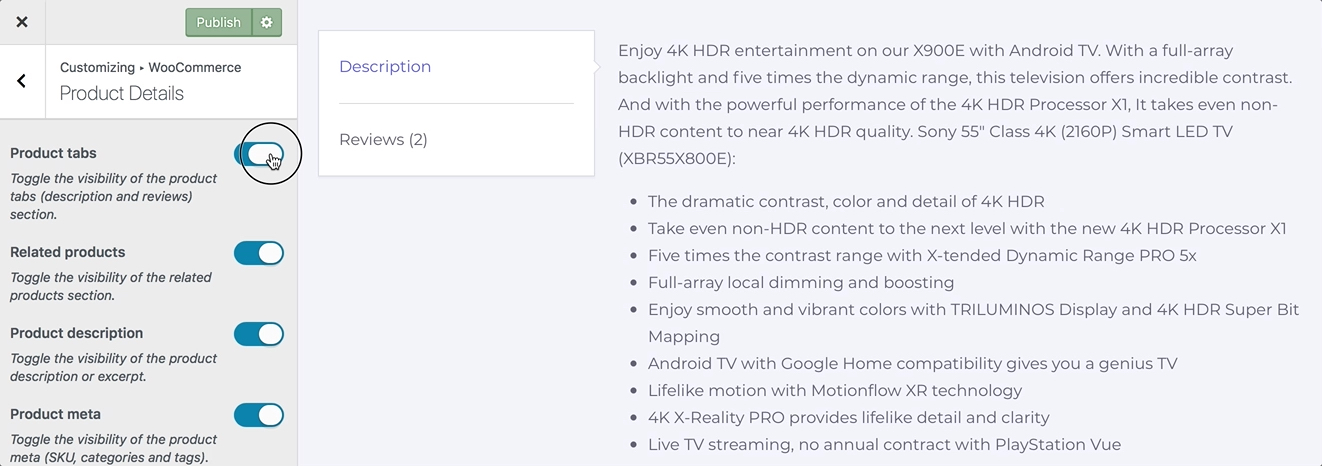 Publish
Customizing ▸ WooCommerce
Product Details
Product tabs
Toggle the visibility of the product
tabs (description and reviews)
section.
Related products
Toggle the visibility of the related
products section.
Product description
Toggle the visibility of the product
description or excerpt.
Product meta
Toggle the visibility of the product
meta (SKU, categories and tags).
Description
Reviews (2)
Enjoy 4K HDR entertainment on our X900E with Android TV. With a full-array
backlight and five times the dynamic range, this television offers incredible contrast.
And with the powerful performance of the 4K HDR Processor X1, It takes even non-
HDR content to near 4K HDR quality. Sony 55" Class 4K (2160P) Smart LED TV
(XBR55X800E):
• The dramatic contrast, color and detail of 4K HDR
• Take even non-HDR content to the next level with the new 4K HDR Processor X1
• Five times the contrast range with X-tended Dynamic Range PRO 5x
• Full-array local dimming and boosting
• Enjoy smooth and vibrant colors with TRILUMINOS Display and 4K HDR Super Bit
Mapping
• Android TV with Google Home compatibility gives you a genius TV
• Lifelike motion with Motionflow XR technology
• 4K X-Reality PRO provides lifelike detail and clarity
• Live TV streaming, no annual contract with PlayStation Vue